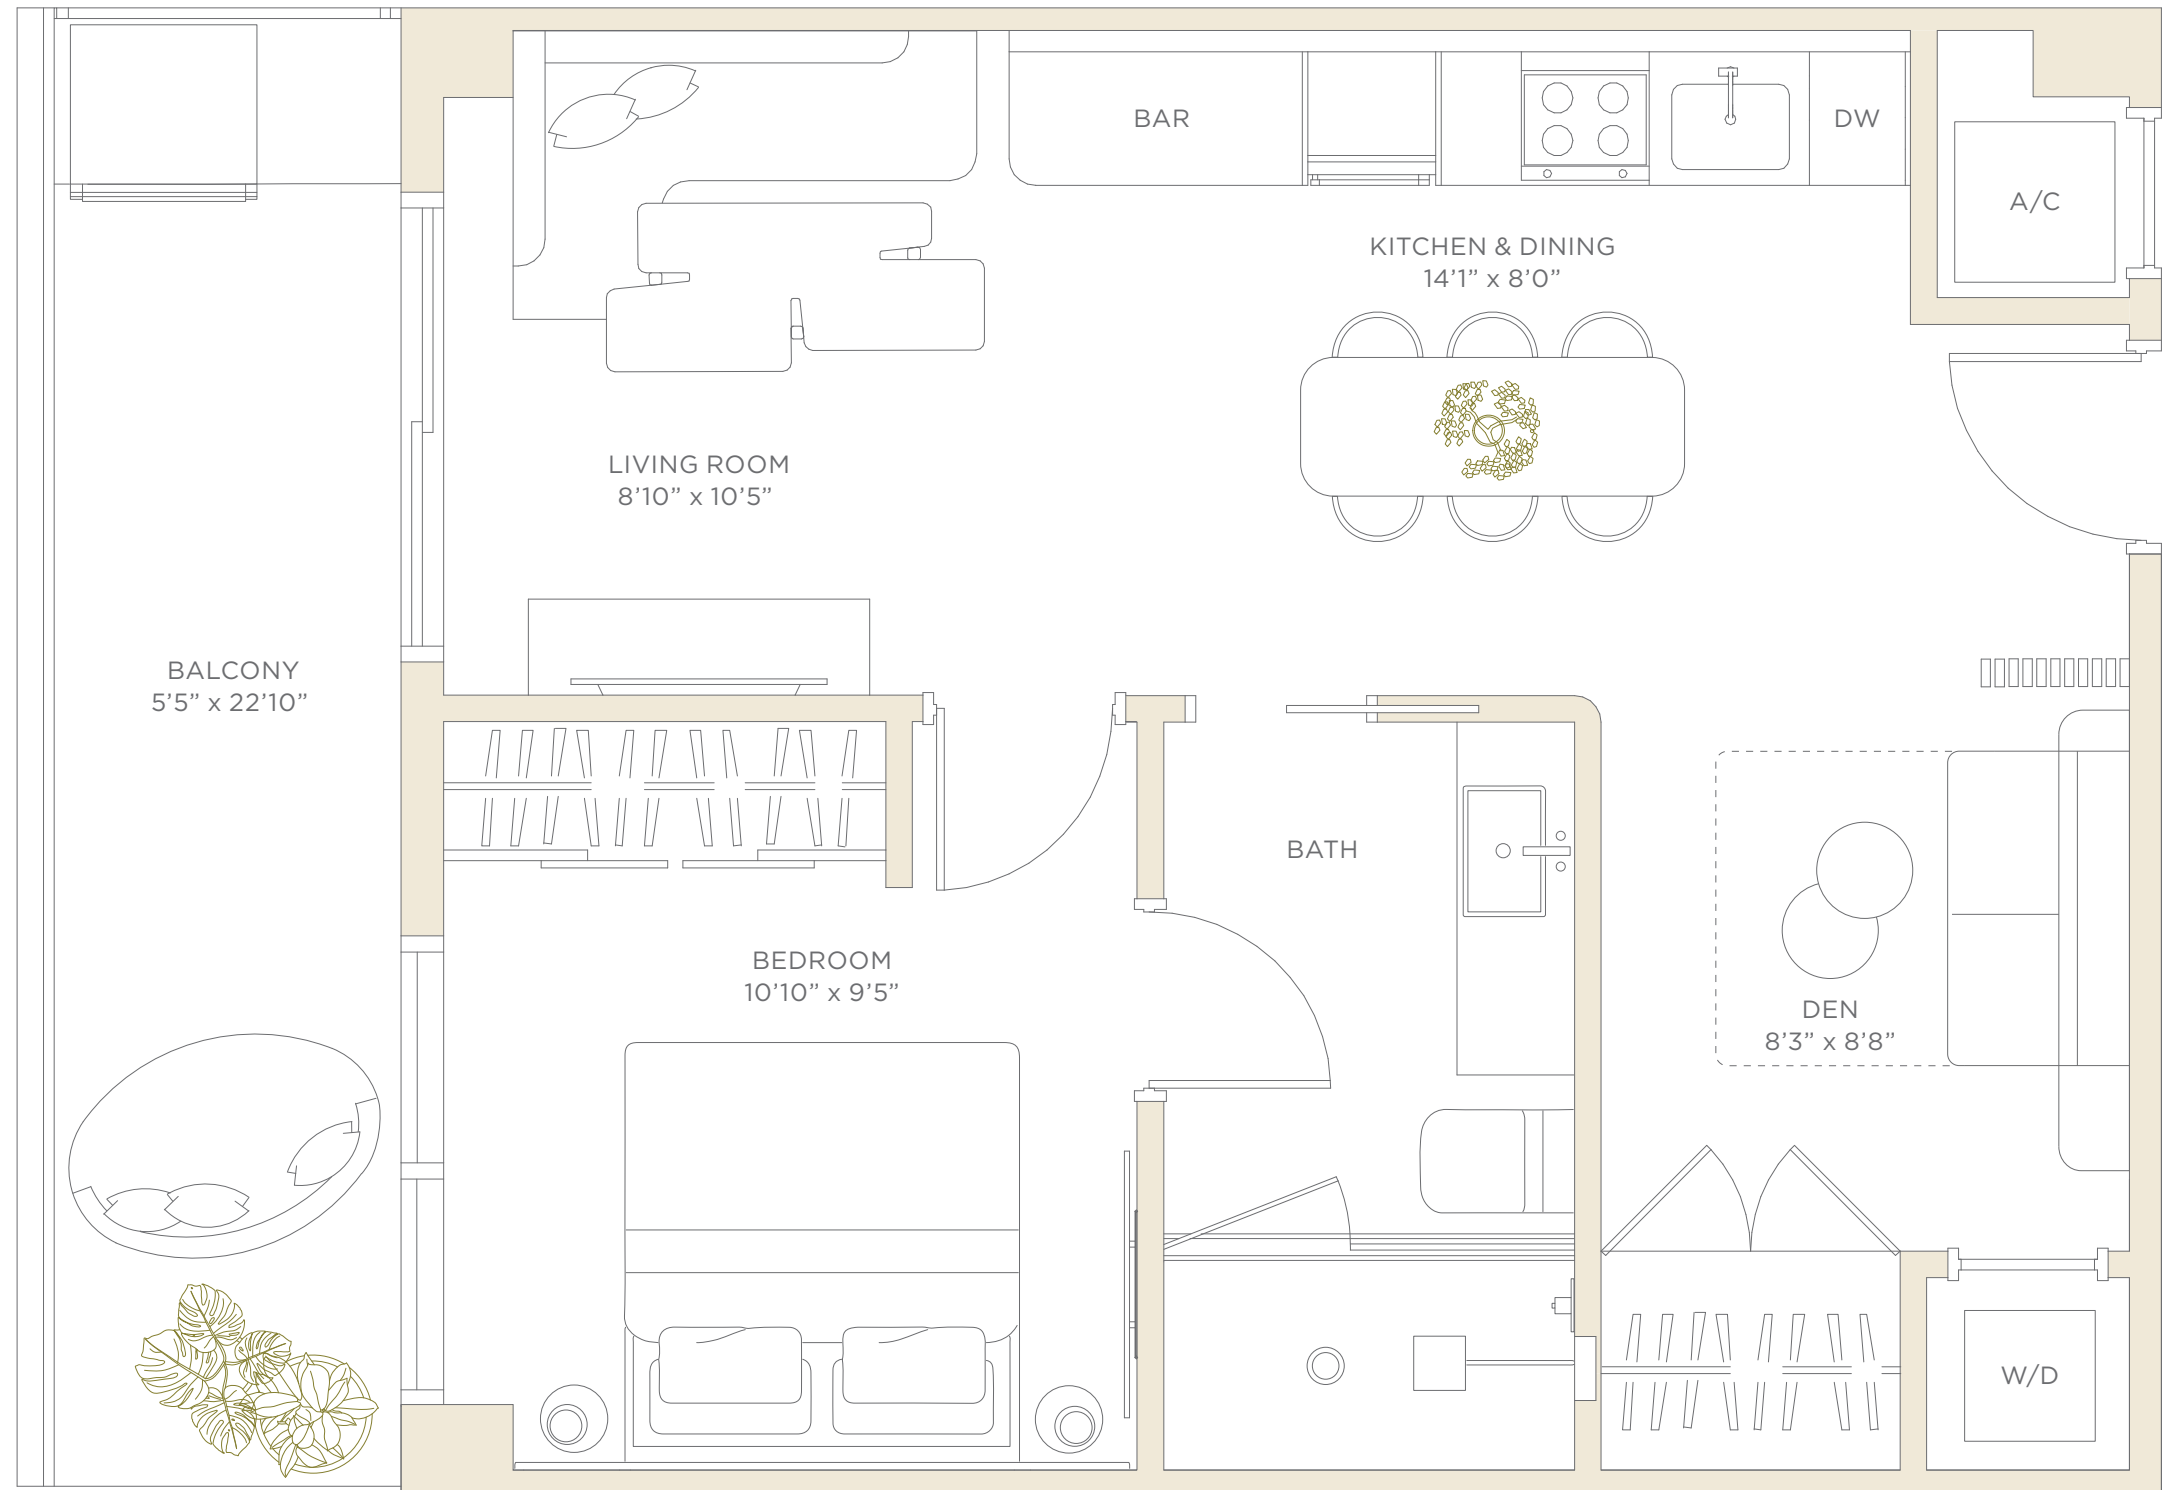 BAR
DW
A/C
KITCHEN & DINING
14’1” x 8’0”
LIVING ROOM
8’10” x 10’5”
BALCONY
5’5” x 22’10”
BATH
BEDROOM
10’10” x 9’5”
DEN
8’3” x 8’8”
W/D